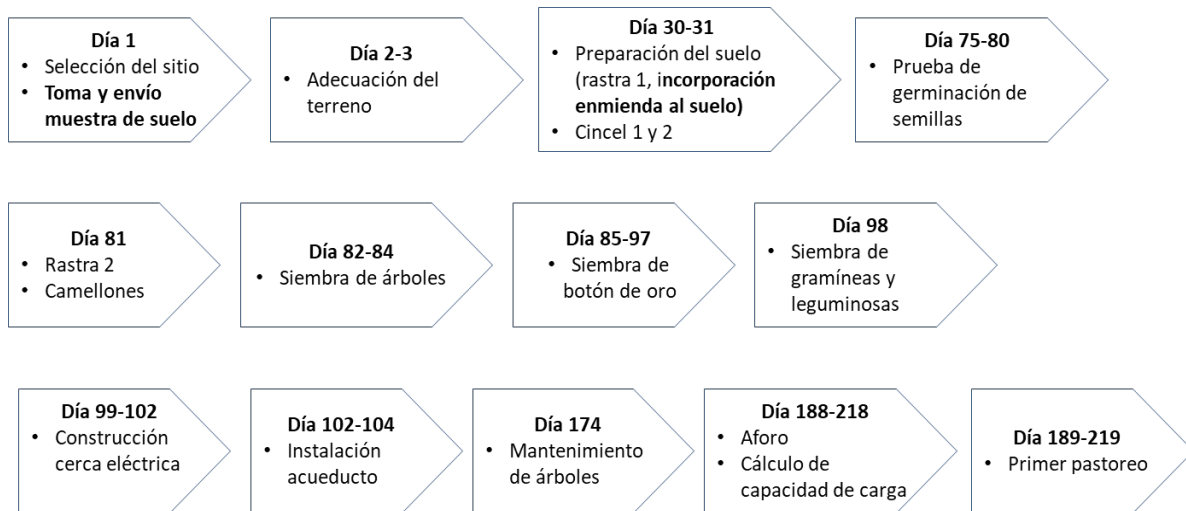 Día 1
• Selección del sitio
• Toma y envío
muestra de suelo
Día 2-3
• Adecuación del
terreno
Día 30-31
• Preparación del suelo
(rastra 1, incorporación
enmienda al suelo)
• Cincel 1 y 2
Día 75-80
• Prueba de
germinación de
semillas
Día 81
• Rastra 2
• Camellones
Día 82-84
• Siembra de árboles
Día 85-97
• Siembra de
botón de oro
Día 98
• Siembra de
gramíneas y
leguminosas
Día 99-102
• Construcción
cerca eléctrica
Día 102-104
• Instalación
acueducto
Día 174
• Mantenimiento
de árboles
Día 188-218
• Aforo
• Cálculo de
capacidad de carga
Día 189-219
• Primer pastoreo